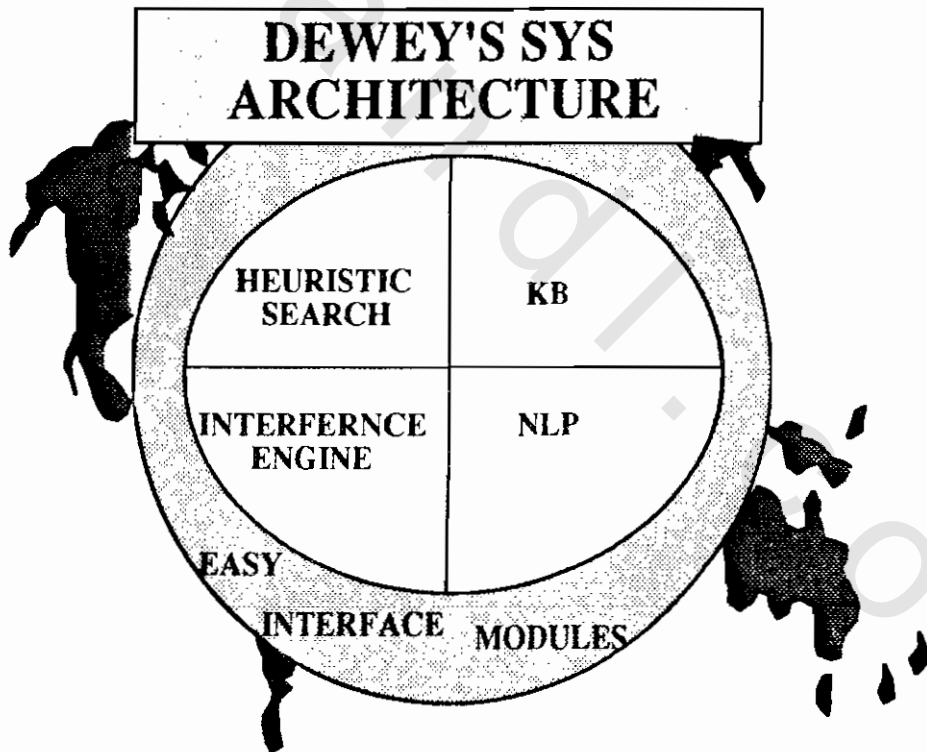 DEWEY'S SYS
ARCHITECTURE
HEURISTIC
SEARCH
KB
INTERFERNCE
ENGINE
NLP
EASY
INTERFACE
MODULES